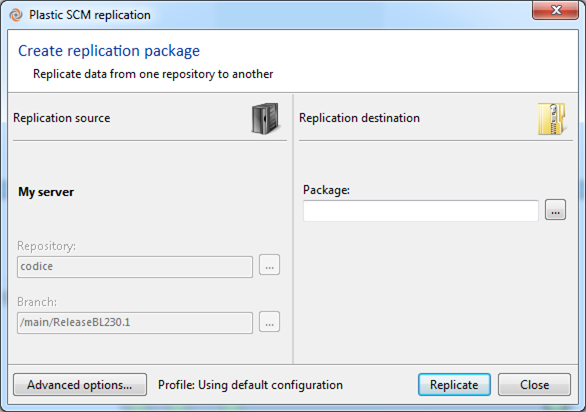 Plastic SCM replication
Create replication package
Replicate data from one repository to another
Replication source
Replication destination
My server
Package:
...
Repository:
codice
...
Branch:
/main/ReleaseBL230.1
...
Advanced options...
Profile: Using default configuration
Replicate
Close